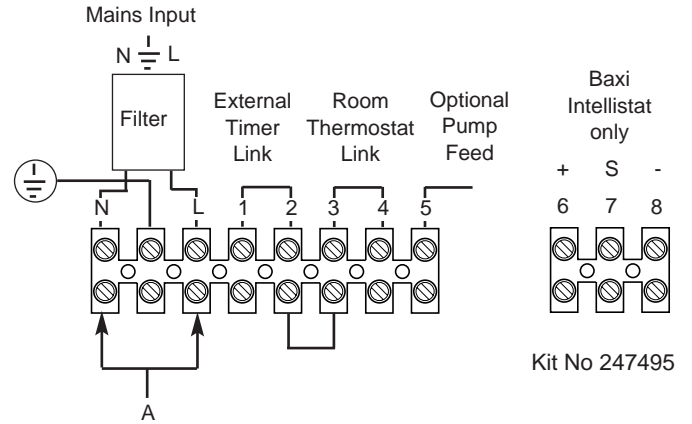 Mains Input
N L
Filter
External
Timer
Link
Room
Thermostat
Link
Optional
Pump
Feed
Baxi
Intellistat
only
+ S -
6 7 8
N L 1 2 3 4 5
Kit No 247495
A